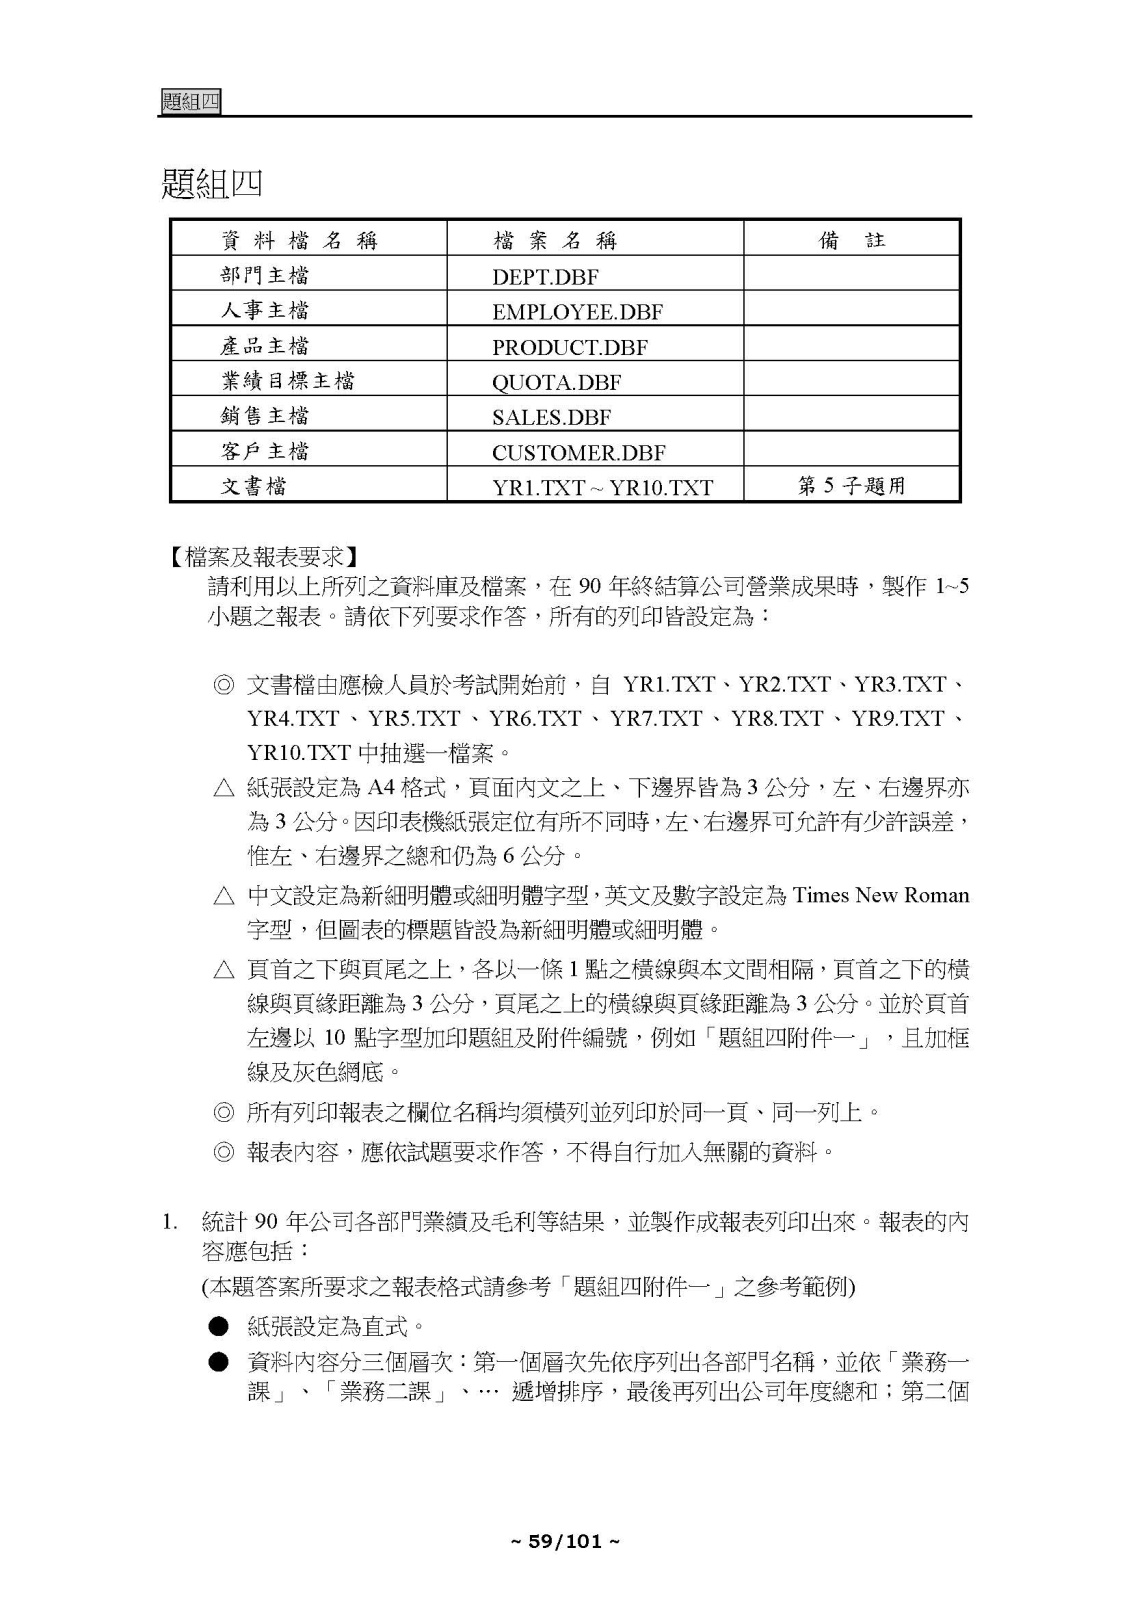 題組四
題組四
資料檔名稱 檔案名稱 備註
部門主檔 DEPT.DBF
人事主檔 EMPLOYEE.DBF
產品主檔 PRODUCT.DBF
業績目標主檔 QUOTA.DBF
銷售主檔 SALES.DBF
客戶主檔 CUSTOMER.DBF
文書檔 YR1.TXT ~ YR10.TXT 第 5 子題用
【檔案及報表要求】
請利用以上所列之資料庫及檔案，在 90 年終結算公司營業成果時，製作 1~5
小題之報表。請依下列要求作答，所有的列印皆設定為：
◎ 文書檔由應檢人員於考試開始前，自 YR1.TXT、YR2.TXT、YR3.TXT、
YR4.TXT、YR5.TXT、YR6.TXT、YR7.TXT、YR8.TXT、YR9.TXT、
YR10.TXT 中抽選一檔案。
△ 紙張設定為 A4 格式，頁面內文之上、下邊界皆為 3 公分，左、右邊界亦
為 3 公分。因印表機紙張定位有所不同時，左、右邊界可允許有少許誤差，
惟左、右邊界之總和仍為 6 公分。
△ 中文設定為新細明體或細明體字型，英文及數字設定為 Times New Roman
字型，但圖表的標題皆設為新細明體或細明體。
△ 頁首之下與頁尾之上，各以一條 1 點之橫線與本文間相隔，頁首之下的橫
線與頁緣距離為 3 公分，頁尾之上的橫線與頁緣距離為 3 公分。並於頁首
左邊以 10 點字型加印題組及附件編號，例如「題組四附件一」，且加框
線及灰色網底。
◎ 所有列印報表之欄位名稱均須橫列並列印於同一頁、同一列上。
◎ 報表內容，應依試題要求作答，不得自行加入無關的資料。
1. 統計 90 年公司各部門業績及毛利等結果，並製作成報表列印出來。報表的內
容應包括：
(本題答案所要求之報表格式請參考「題組四附件一」之參考範例)
● 紙張設定為直式。
● 資料內容分三個層次：第一個層次先依序列出各部門名稱，並依「業務一
課」、「業務二課」、… 遞增排序，最後再列出公司年度總和；第二個
~ 59/101 ~